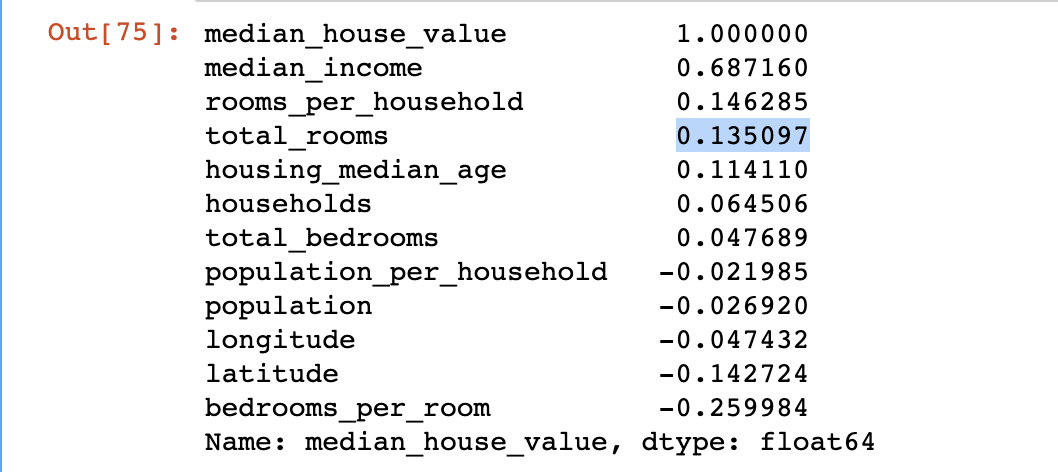 Out[75]: median_house_value 1.000000
median_income 0.687160
rooms_per_household 0.146285
total_rooms 0.135097
housing_median_age 0.114110
households 0.064506
total_bedrooms 0.047689
population_per_household -0.021985
population -0.026920
longitude -0.047432
latitude -0.142724
bedrooms_per_room -0.259984
Name: median_house_value, dtype: float64